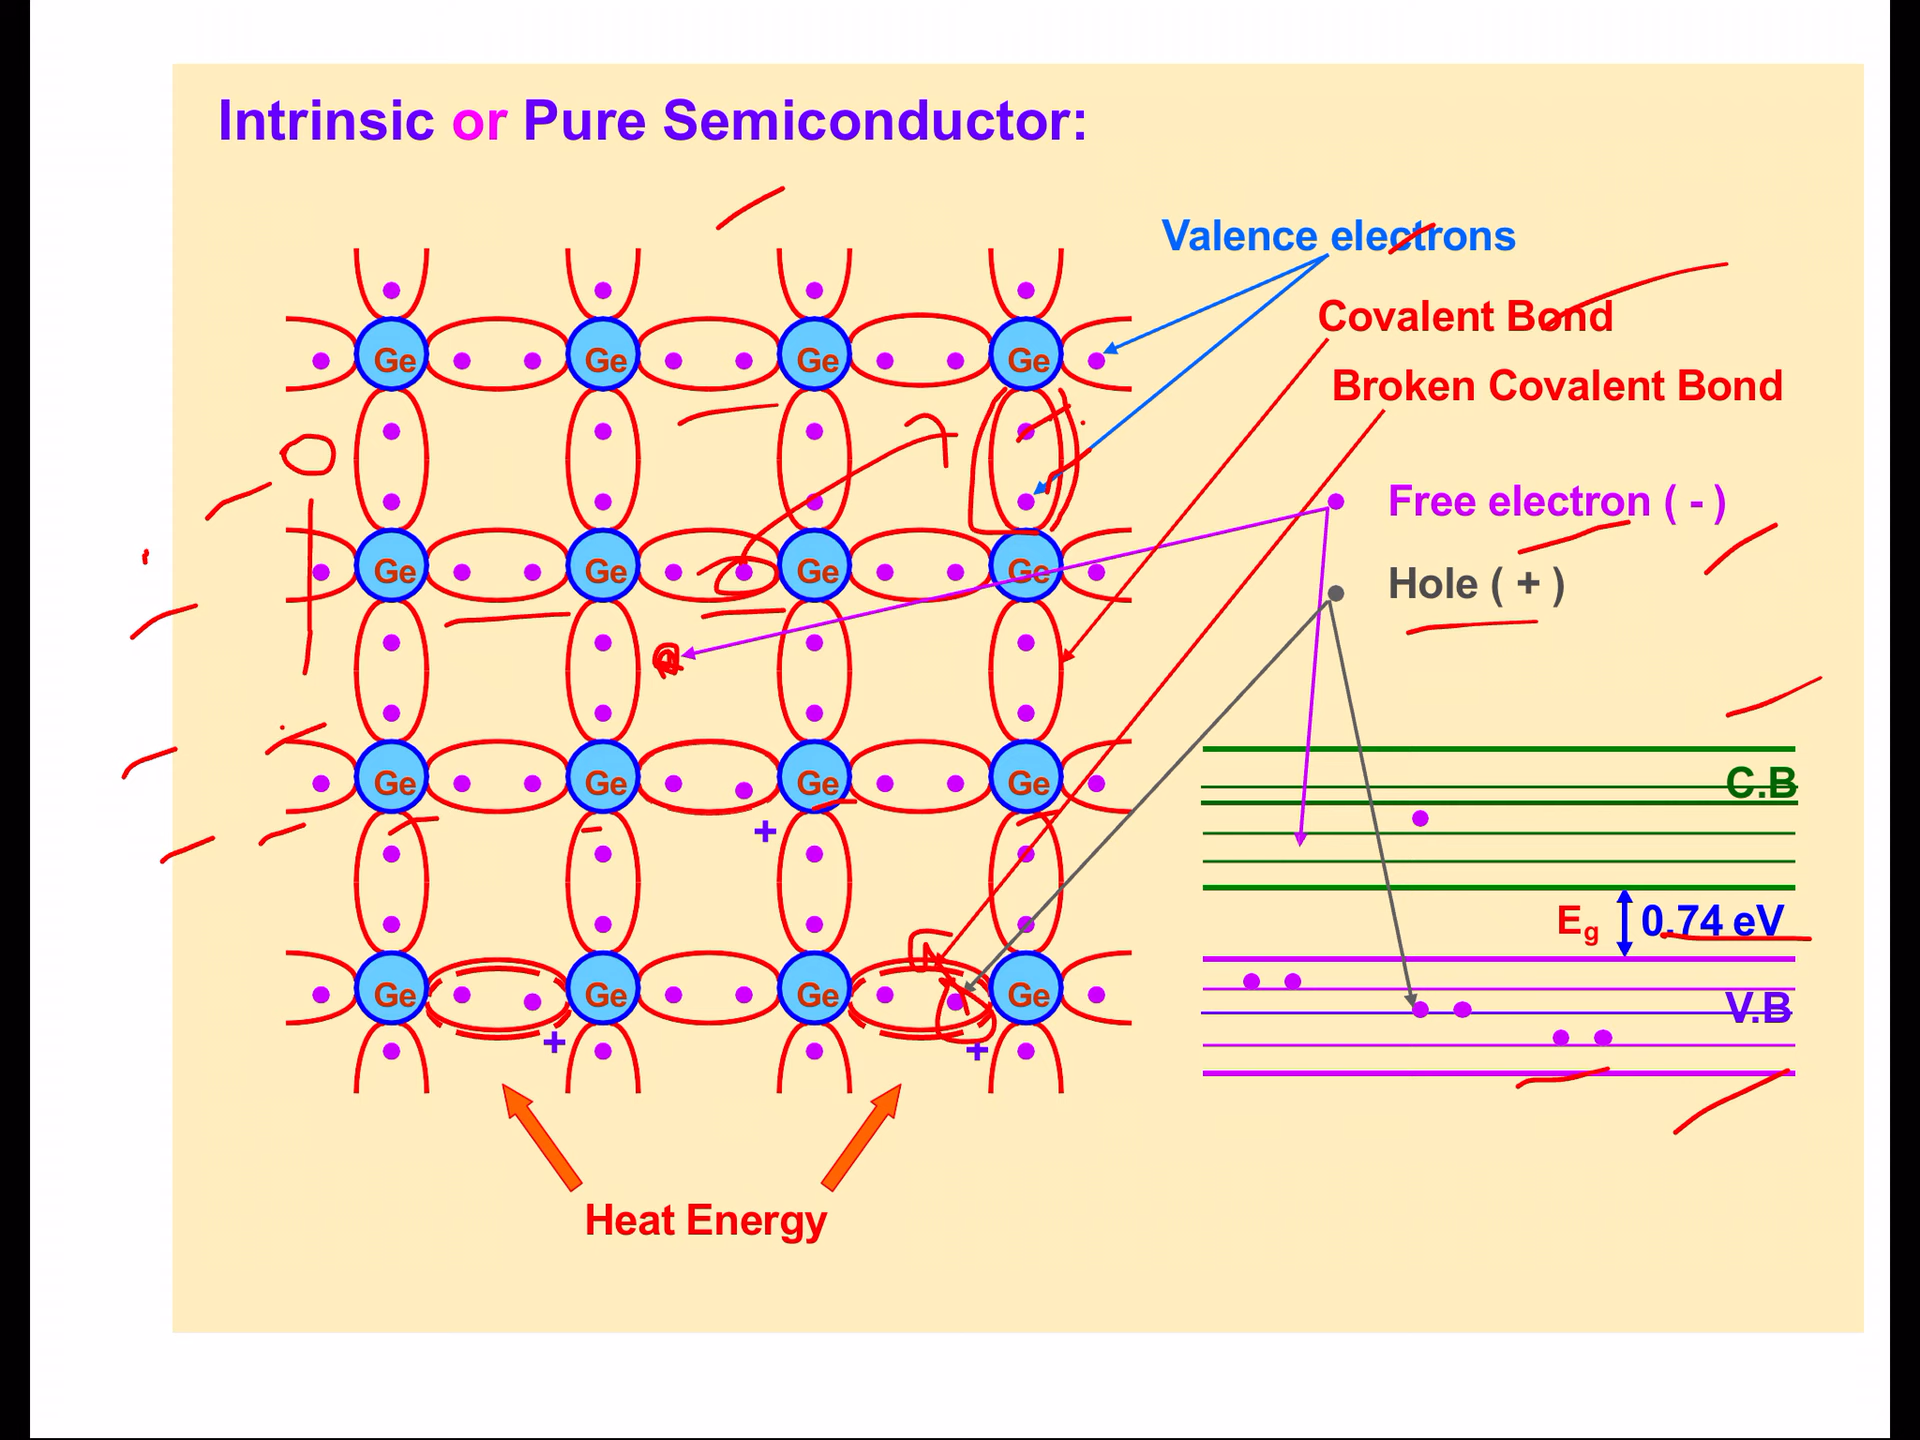 Intrinsic or Pure Semiconductor:
Valence electrons
Covalent Bond
Broken Covalent Bond
Free electron ( - )
Hole ( + )
Ge Ge Ge Ge
Ge Ge Ge Ge
Ge Ge Ge Ge
+
Ge Ge Ge Ge
+ +
C.B
Eg 0.74 eV
V.B
Heat Energy